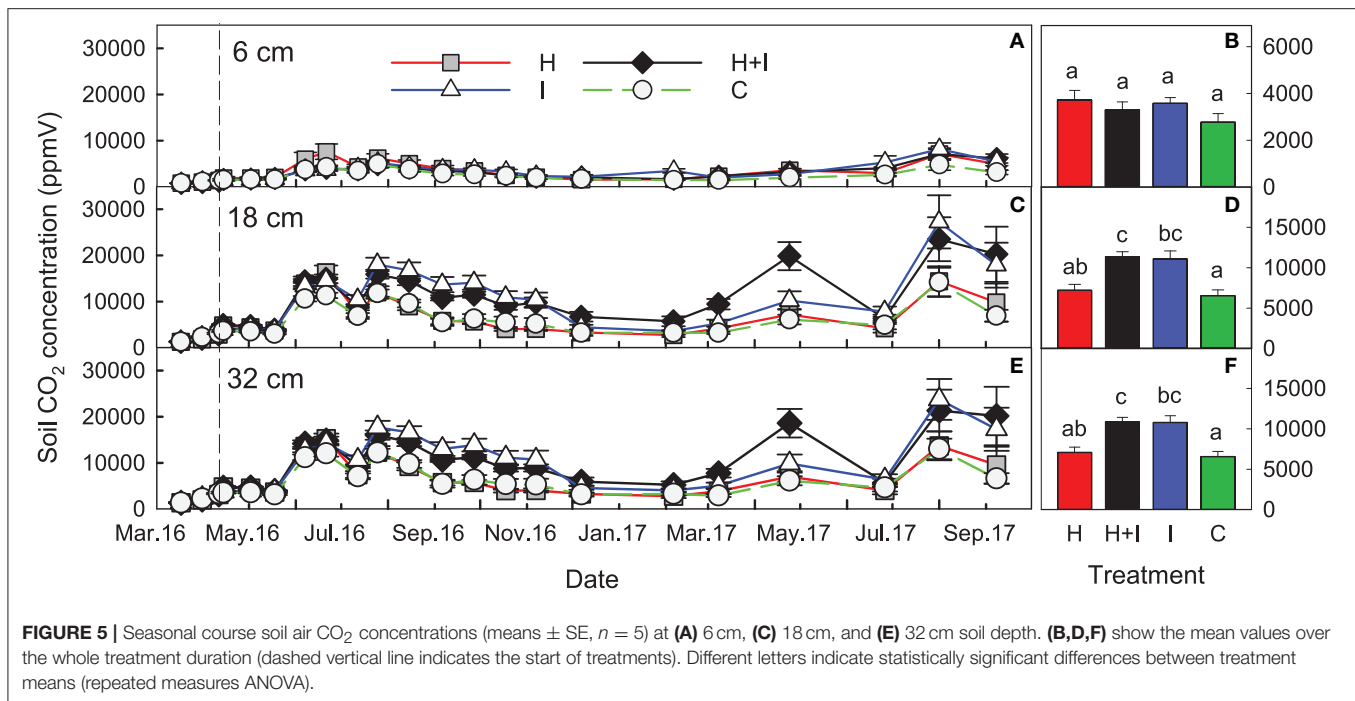 6 cm
A
H
H+I
I
C
30000
20000
10000
0
B
a
a
a
a
6000
4000
2000
0
18 cm
C
30000
20000
10000
0
D
ab
c
bc
a
15000
10000
5000
0
32 cm
E
30000
20000
10000
0
F
ab
c
bc
a
15000
10000
5000
0
Soil CO2 concentration (ppmV)
Mar.16 May.16 Jul.16 Sep.16 Nov.16 Jan.17 Mar.17 May.17 Jul.17 Sep.17
Date
H H+I I C
Treatment
FIGURE 5 | Seasonal course soil air CO2 concentrations (means ± SE, n = 5) at (A) 6 cm, (C) 18 cm, and (E) 32 cm soil depth. (B,D,F) show the mean values over
the whole treatment duration (dashed vertical line indicates the start of treatments). Different letters indicate statistically significant differences between treatment
means (repeated measures ANOVA).